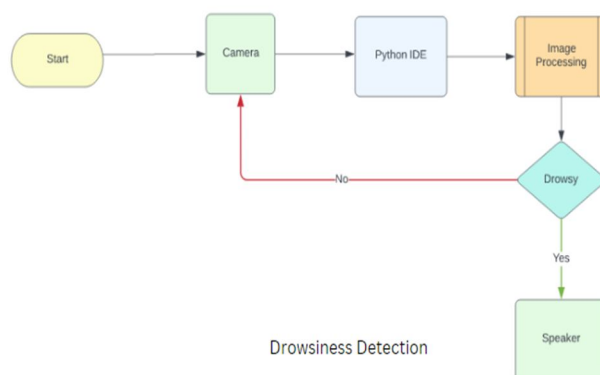 Start
Camera
Python IDE
Image
Processing
Drowsy
No
Yes
Speaker
Drowsiness Detection